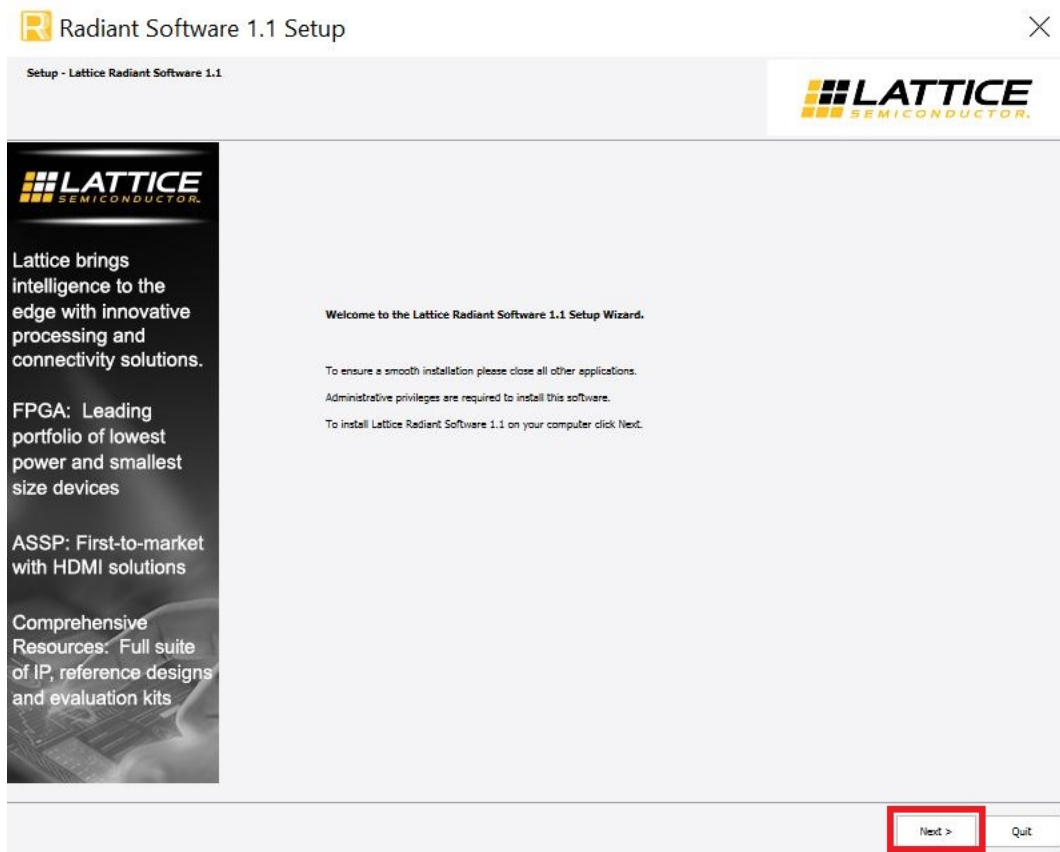 Radiant Software 1.1 Setup
Setup - Lattice Radiant Software 1.1
LATTICE
SEMICONDUCTOR.
LATTICE
SEMICONDUCTOR.
Lattice brings
intelligence to the
edge with innovative
processing and
connectivity solutions.
FPGA: Leading
portfolio of lowest
power and smallest
size devices
ASSP: First-to-market
with HDMI solutions
Comprehensive
Resources: Full suite
of IP, reference designs
and evaluation kits
Welcome to the Lattice Radiant Software 1.1 Setup Wizard.
To ensure a smooth installation please close all other applications.
Administrative privileges are required to install this software.
To install Lattice Radiant Software 1.1 on your computer click Next.
Next >
Quit